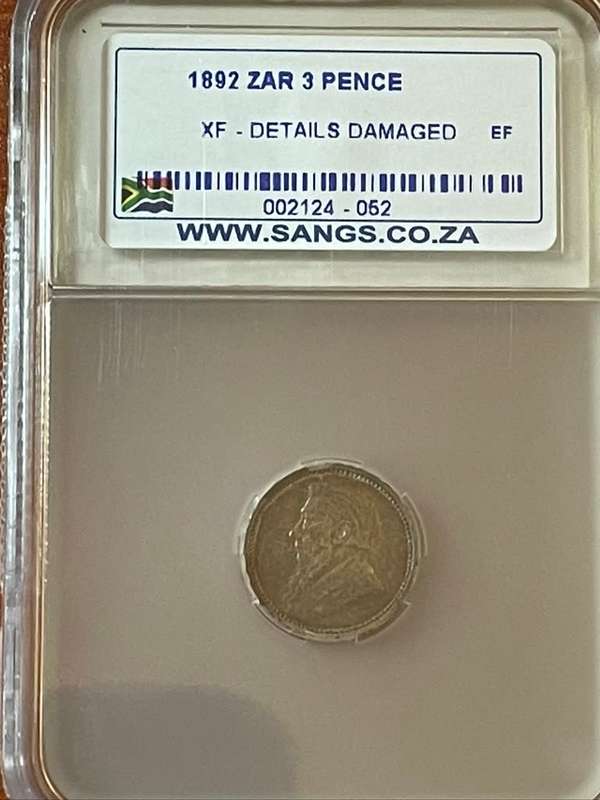 1892 ZAR 3 PENCE
XF - DETAILS DAMAGED EF
002124 - 052
WWW.SANGS.CO.ZA